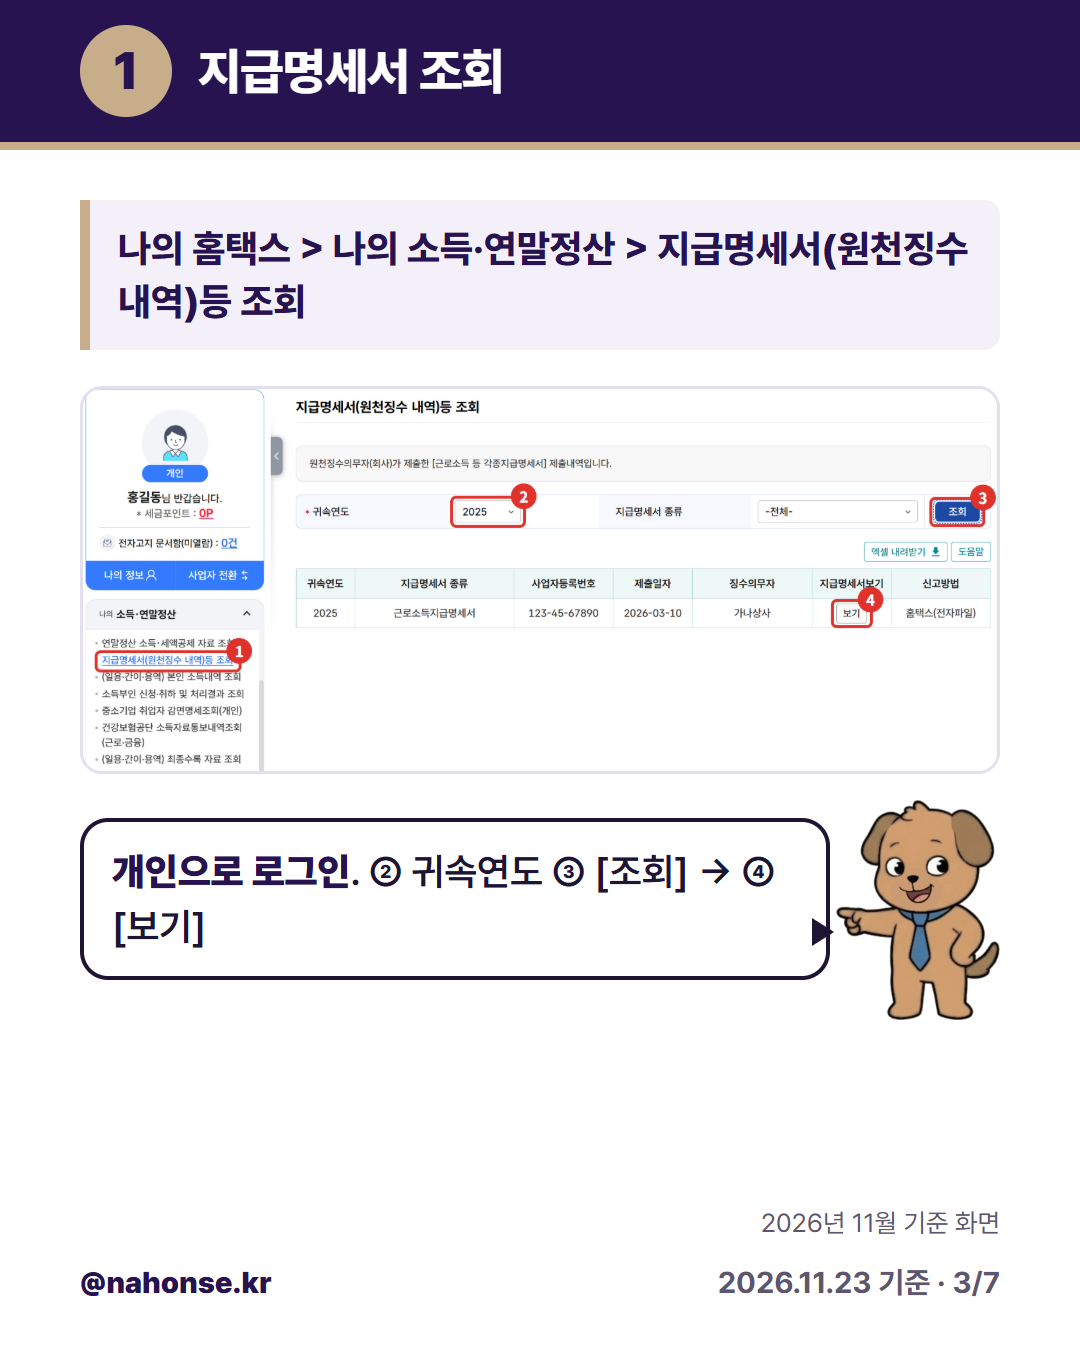 1 지급명세서 조회
나의 홈택스 > 나의 소득·연말정산 > 지급명세서(원천징수
내역)등 조회
개인
홍길동님 반갑습니다.
* 세금포인트 : 0P
전자고지 문서함(미열람) : 0건
나의 정보 사업자 전환
나의 소득·연말정산
· 연말정산 소득·세액공제 자료 조회
· 지급명세서(원천징수 내역)등 조회 1
· (일용·간이·용역) 본인 소득내역 조회
· 소득부인 신청·취하 및 처리결과 조회
· 중소기업 취업자 감면명세조회(개인)
· 건강보험공단 소득자료통보내역조회
(근로·금융)
· (일용·간이·용역) 최종수록 자료 조회
지급명세서(원천징수 내역)등 조회
원천징수의무자(회사)가 제출한 [근로소득 등 각종지급명세서] 제출내역입니다.
• 귀속연도 2025 2 지급명세서 종류 -전체- 조회 3
엑셀 내려받기 도움말
귀속연도 지급명세서 종류 사업자등록번호 제출일자 징수의무자 지급명세서보기 신고방법
2025 근로소득지급명세서 123-45-67890 2026-03-10 가나상사 보기 4 홈택스(전자파일)
개인으로 로그인. ② 귀속연도 ③ [조회] → ④
[보기]
2026년 11월 기준 화면
@nahonse.kr 2026.11.23 기준 · 3/7